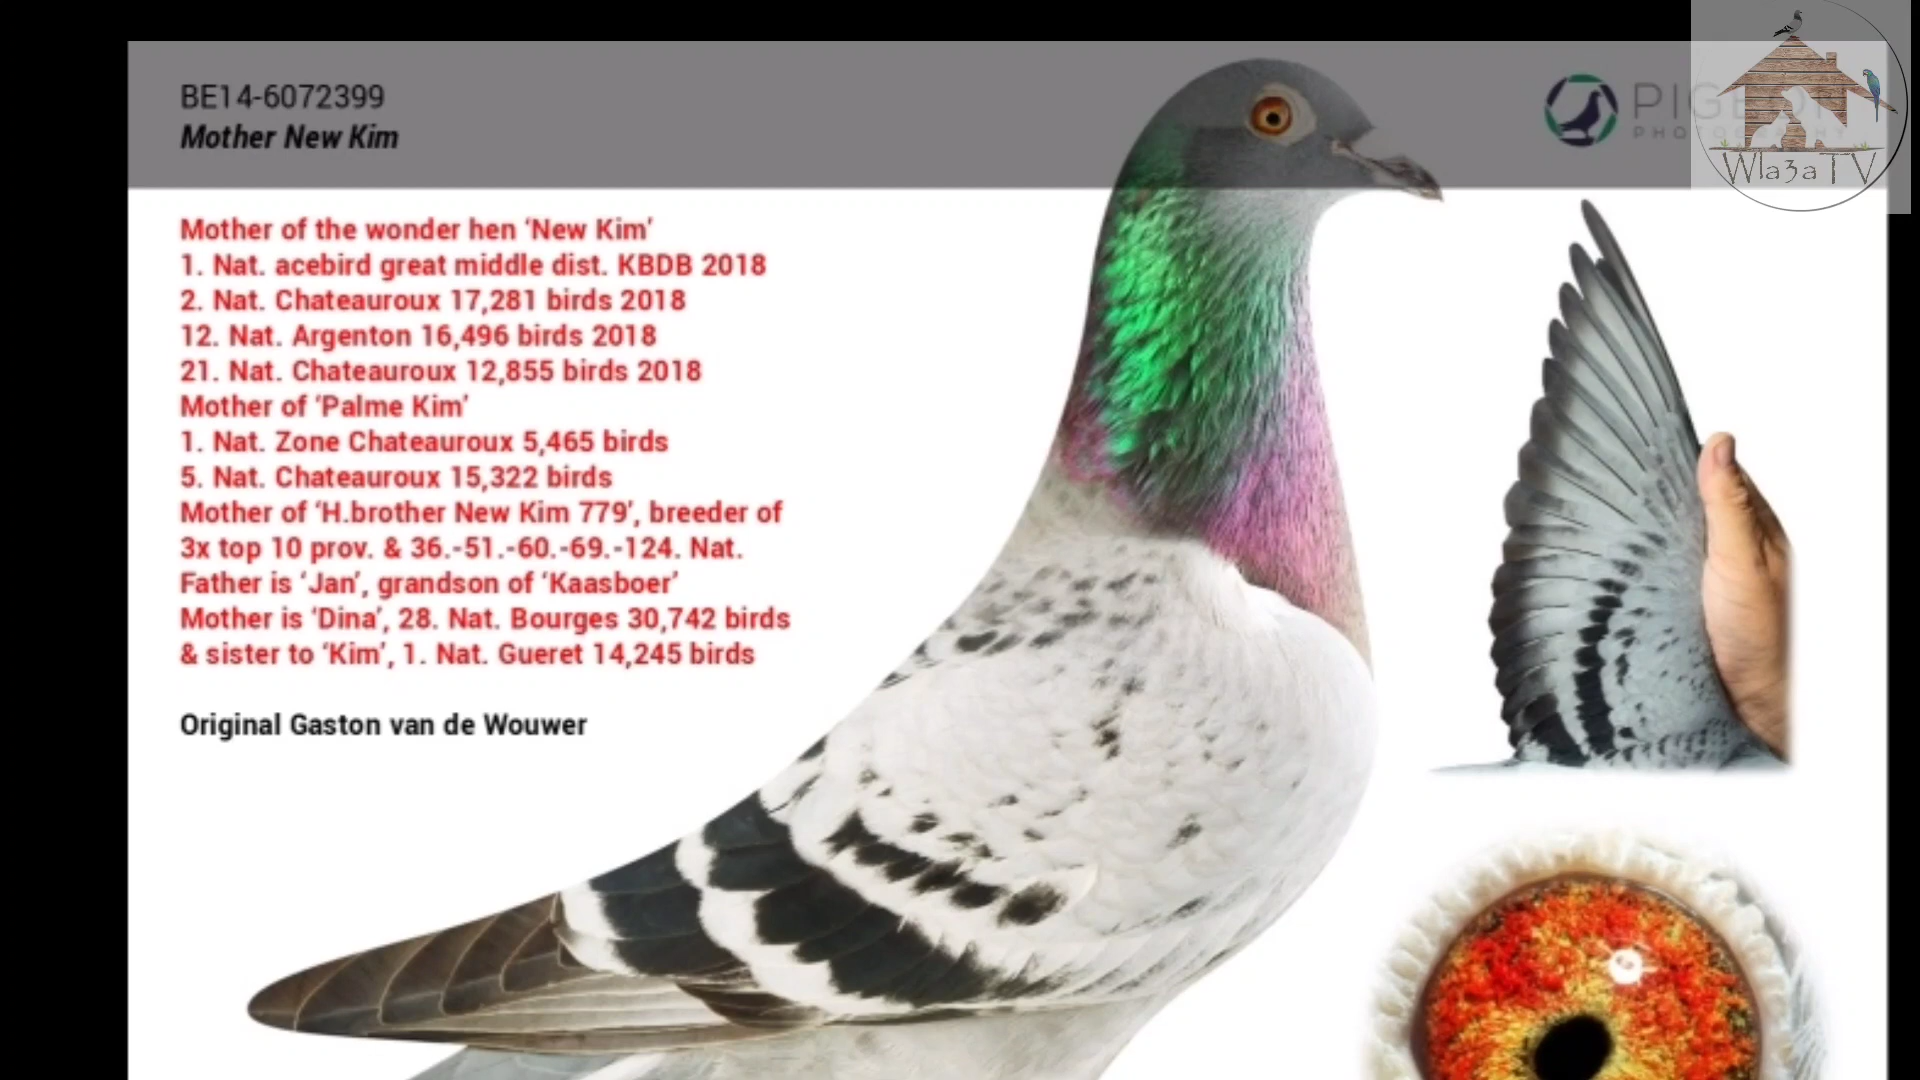 BE14-6072399
Mother New Kim
Mother of the wonder hen ‘New Kim’
1. Nat. acebird great middle dist. KBDB 2018
2. Nat. Chateauroux 17,281 birds 2018
12. Nat. Argenton 16,496 birds 2018
21. Nat. Chateauroux 12,855 birds 2018
Mother of ‘Palme Kim’
1. Nat. Zone Chateauroux 5,465 birds
5. Nat. Chateauroux 15,322 birds
Mother of ‘H.brother New Kim 779’, breeder of
3x top 10 prov. & 36.-51.-60.-69.-124. Nat.
Father is ‘Jan’, grandson of ‘Kaasboer’
Mother is ‘Dina’, 28. Nat. Bourges 30,742 birds
& sister to ‘Kim’, 1. Nat. Gueret 14,245 birds
Original Gaston van de Wouwer
Wla3a TV